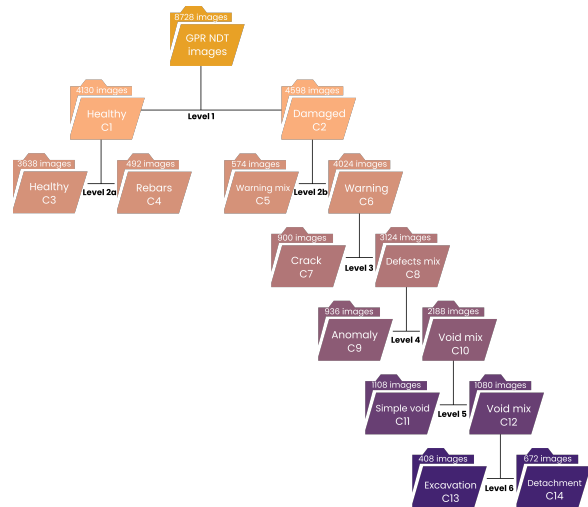 8728 images
GPR NDT
images
4130 images
Healthy
C1
Level 1
4598 images
Damaged
C2
3638 images
Healthy
C3
Level 2a
492 images
Rebars
C4
574 images
Warning mix
C5
Level 2b
4024 images
Warning
C6
900 images
Crack
C7
Level 3
3124 images
Defects mix
C8
936 images
Anomaly
C9
Level 4
2188 images
Void mix
C10
1108 images
Simple void
C11
Level 5
1080 images
Void mix
C12
408 images
Excavation
C13
Level 6
672 images
Detachment
C14